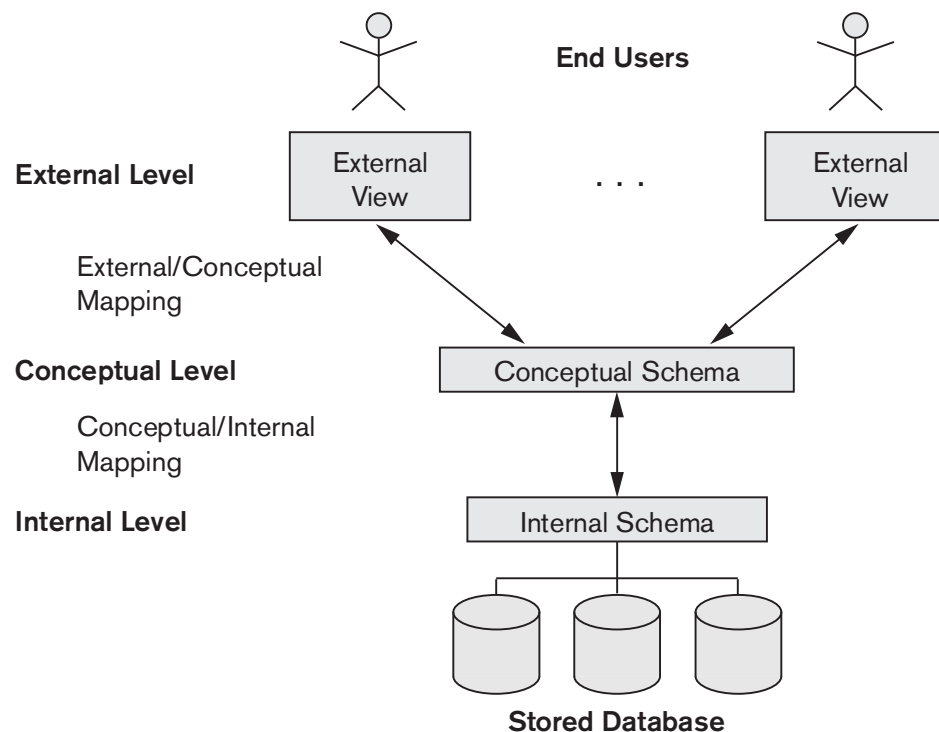 End Users
External Level
External
View
. . .
External
View
External/Conceptual
Mapping
Conceptual Level
Conceptual Schema
Conceptual/Internal
Mapping
Internal Level
Internal Schema
Stored Database